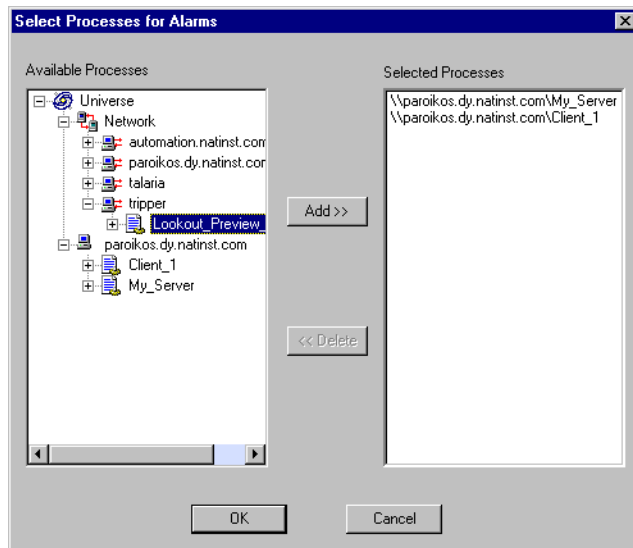 Select Processes for Alarms
Available Processes
Universe
Network
automation.natinst.com
paroikos.dy.natinst.cor
talaria
tripper
Lookout_Preview_
paroikos.dy.natinst.com
Client_1
My_Server
Add >>
<< Delete
Selected Processes
\\paroikos.dy.natinst.com\My_Server
\\paroikos.dy.natinst.com\Client_1
OK
Cancel